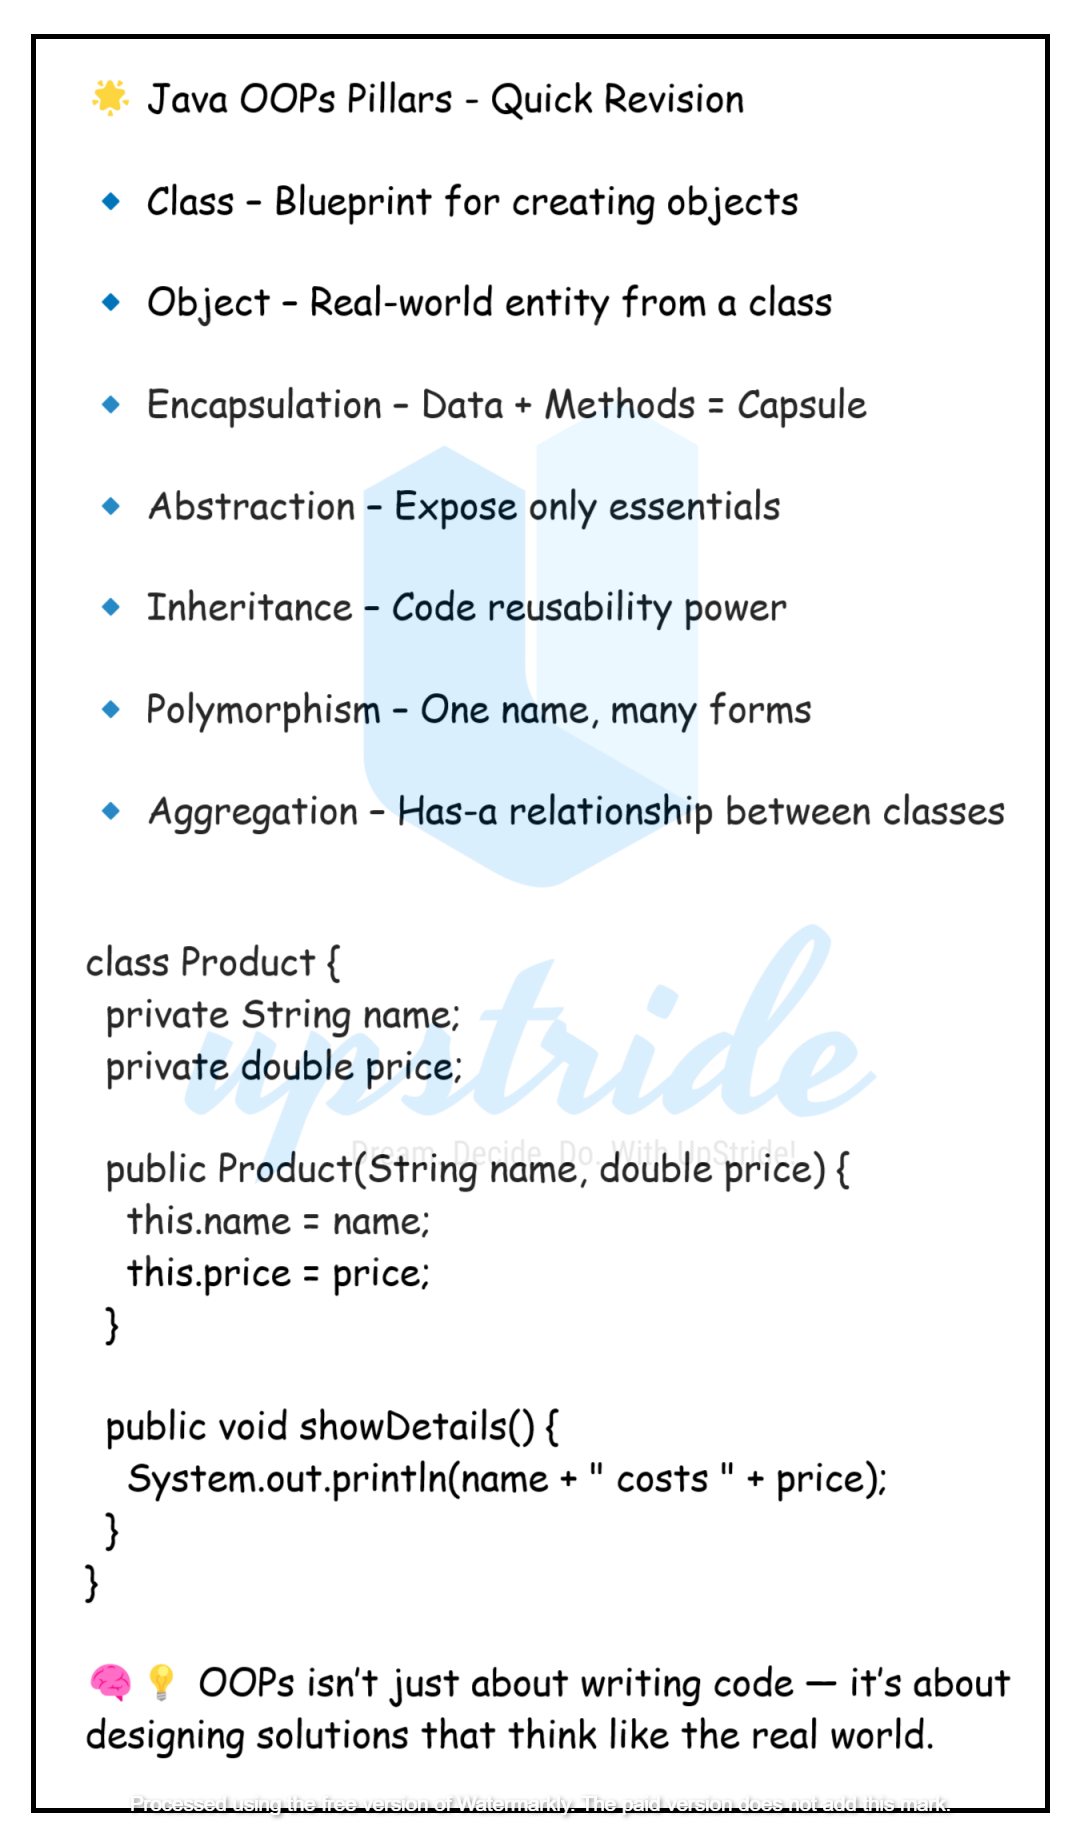 🌟 Java OOPs Pillars - Quick Revision
🔹 Class – Blueprint for creating objects
🔹 Object – Real-world entity from a class
🔹 Encapsulation – Data + Methods = Capsule
🔹 Abstraction – Expose only essentials
🔹 Inheritance – Code reusability power
🔹 Polymorphism – One name, many forms
🔹 Aggregation – Has-a relationship between classes
class Product {
private String name;
private double price;
upstride
Dream. Decide. Do. With UpStride!
public Product(String name, double price) {
this.name = name;
this.price = price;
}
public void showDetails() {
System.out.println(name + " costs " + price);
}
}
🧠💡 OOPs isn't just about writing code — it's about
designing solutions that think like the real world.
Processed using the free version of Watermarkly. The paid version does not add this mark.